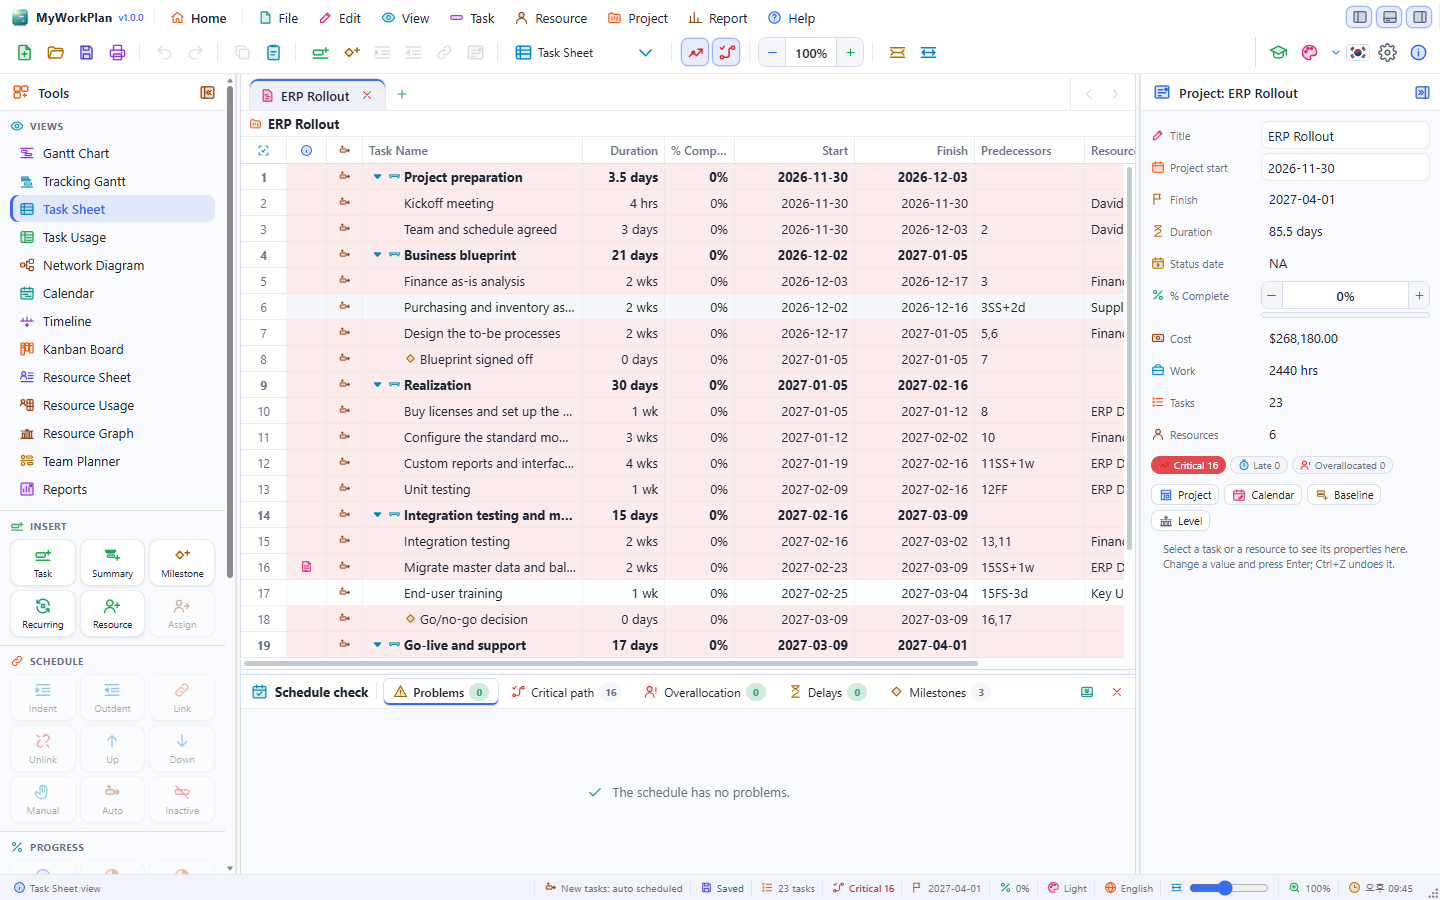 MyWorkPlan v1.0.0 Home File Edit View Task Resource Project Report Help
Task Sheet 100%
Tools
VIEWS
Gantt Chart
Tracking Gantt
Task Sheet
Task Usage
Network Diagram
Calendar
Timeline
Kanban Board
Resource Sheet
Resource Usage
Resource Graph
Team Planner
Reports
INSERT
Task Summary Milestone
Recurring Resource Assign
SCHEDULE
Indent Outdent Link
Unlink Up Down
Manual Auto Inactive
PROGRESS
ERP Rollout
ERP Rollout
Task Name Duration % Comp... Start Finish Predecessors Resourc
1 Project preparation 3.5 days 0% 2026-11-30 2026-12-03
2 Kickoff meeting 4 hrs 0% 2026-11-30 2026-11-30 David
3 Team and schedule agreed 3 days 0% 2026-11-30 2026-12-03 2 David
4 Business blueprint 21 days 0% 2026-12-02 2027-01-05
5 Finance as-is analysis 2 wks 0% 2026-12-03 2026-12-17 3 Financ
6 Purchasing and inventory as... 2 wks 0% 2026-12-02 2026-12-16 3SS+2d Suppl
7 Design the to-be processes 2 wks 0% 2026-12-17 2027-01-05 5,6 Financ
8 Blueprint signed off 0 days 0% 2027-01-05 2027-01-05 7
9 Realization 30 days 0% 2027-01-05 2027-02-16
10 Buy licenses and set up the ... 1 wk 0% 2027-01-05 2027-01-12 8 ERP D
11 Configure the standard mo... 3 wks 0% 2027-01-12 2027-02-02 10 Financ
12 Custom reports and interfac... 4 wks 0% 2027-01-19 2027-02-16 11SS+1w ERP D
13 Unit testing 1 wk 0% 2027-02-09 2027-02-16 12FF ERP D
14 Integration testing and m... 15 days 0% 2027-02-16 2027-03-09
15 Integration testing 2 wks 0% 2027-02-16 2027-03-02 13,11 Financ
16 Migrate master data and bal... 2 wks 0% 2027-02-23 2027-03-09 15SS+1w ERP D
17 End-user training 1 wk 0% 2027-02-25 2027-03-04 15FS-3d Key U
18 Go/no-go decision 0 days 0% 2027-03-09 2027-03-09 16,17
19 Go-live and support 17 days 0% 2027-03-09 2027-04-01
Schedule check Problems 0 Critical path 16 Overallocation 0 Delays 0 Milestones 3
The schedule has no problems.
Project: ERP Rollout
Title ERP Rollout
Project start 2026-11-30
Finish 2027-04-01
Duration 85.5 days
Status date NA
% Complete 0%
Cost $268,180.00
Work 2440 hrs
Tasks 23
Resources 6
Critical 16 Late 0 Overallocated 0
Project Calendar Baseline
Level
Select a task or a resource to see its properties here.
Change a value and press Enter; Ctrl+Z undoes it.
Task Sheet view New tasks: auto scheduled Saved 23 tasks Critical 16 2027-04-01 0% Light English 100% 오후 09:45